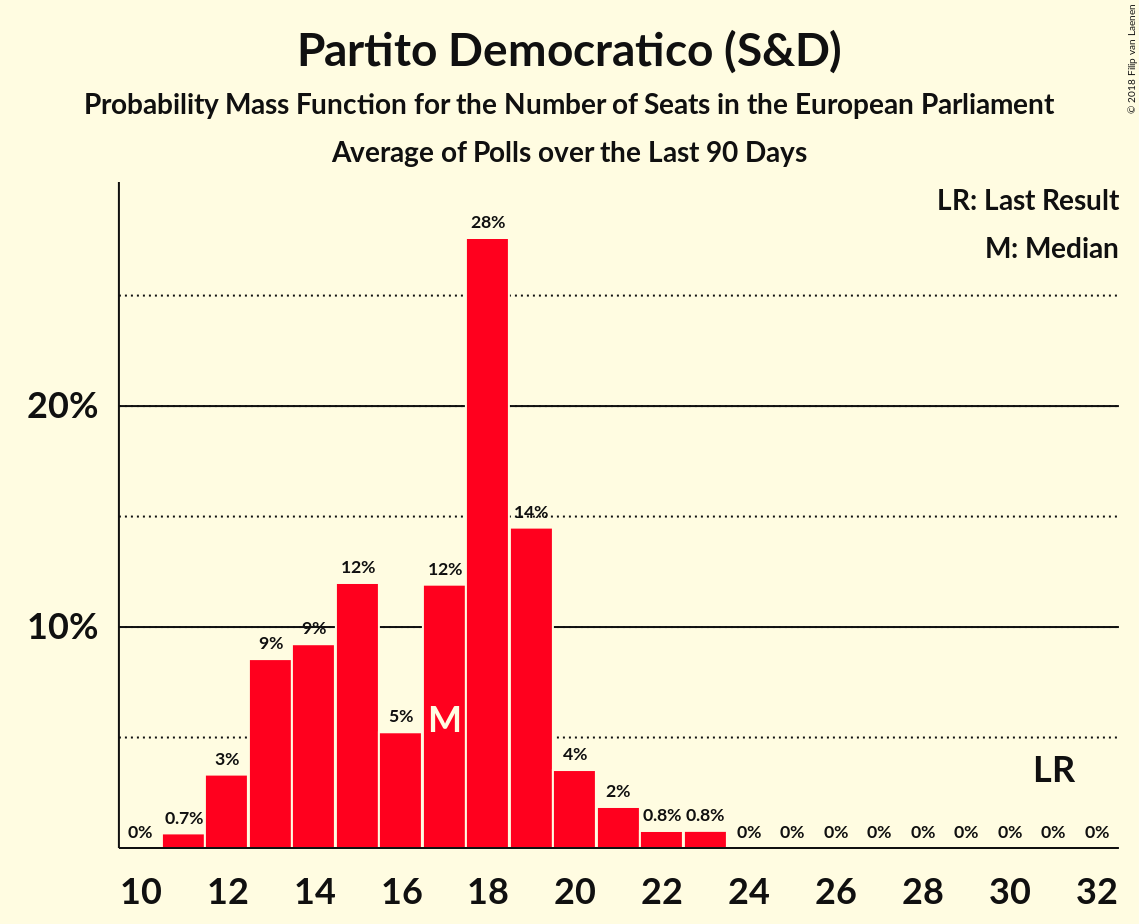 Partito Democratico (S&D)
Probability Mass Function for the Number of Seats in the European Parliament
Average of Polls over the Last 90 Days
© 2018 Filip van Laenen
LR: Last Result
M: Median
28%
20%
14%
12%
12%
10%
9%
9%
5%
M
4%
LR
3%
2%
0.7%
0.8%
0.8%
0%
0%
0%
0%
0%
0%
0%
0%
0%
0%
10 12 14 16 18 20 22 24 26 28 30 32